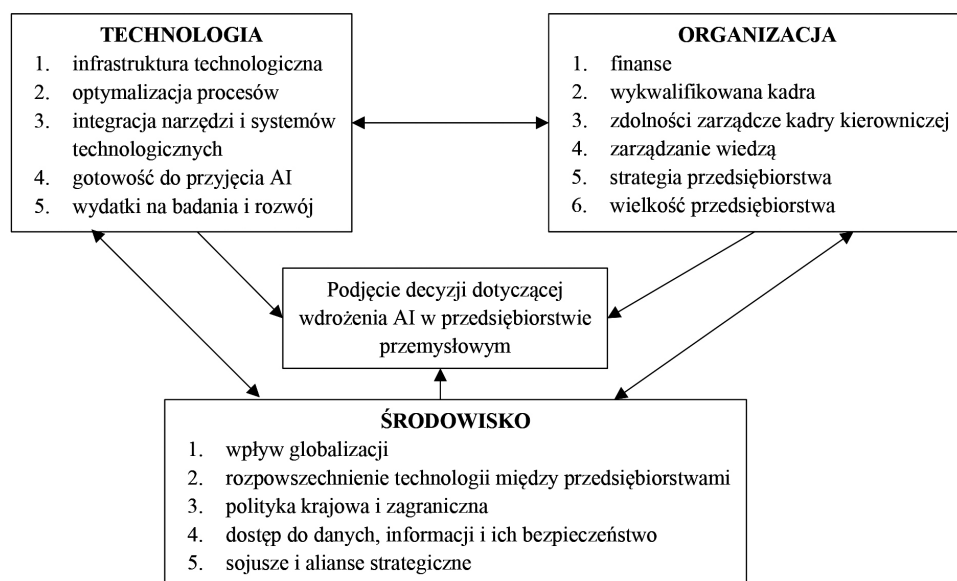 TECHNOLOGIA
1. infrastruktura technologiczna
2. optymalizacja procesów
3. integracja narzędzi i systemów
technologicznych
4. gotowość do przyjęcia AI
5. wydatki na badania i rozwój
ORGANIZACJA
1. finanse
2. wykwalifikowana kadra
3. zdolności zarządcze kadry kierowniczej
4. zarządzanie wiedzą
5. strategia przedsiębiorstwa
6. wielkość przedsiębiorstwa
Podjęcie decyzji dotyczącej
wdrożenia AI w przedsiębiorstwie
przemysłowym
ŚRODOWISKO
1. wpływ globalizacji
2. rozpowszechnienie technologii między przedsiębiorstwami
3. polityka krajowa i zagraniczna
4. dostęp do danych, informacji i ich bezpieczeństwo
5. sojusze i alianse strategiczne